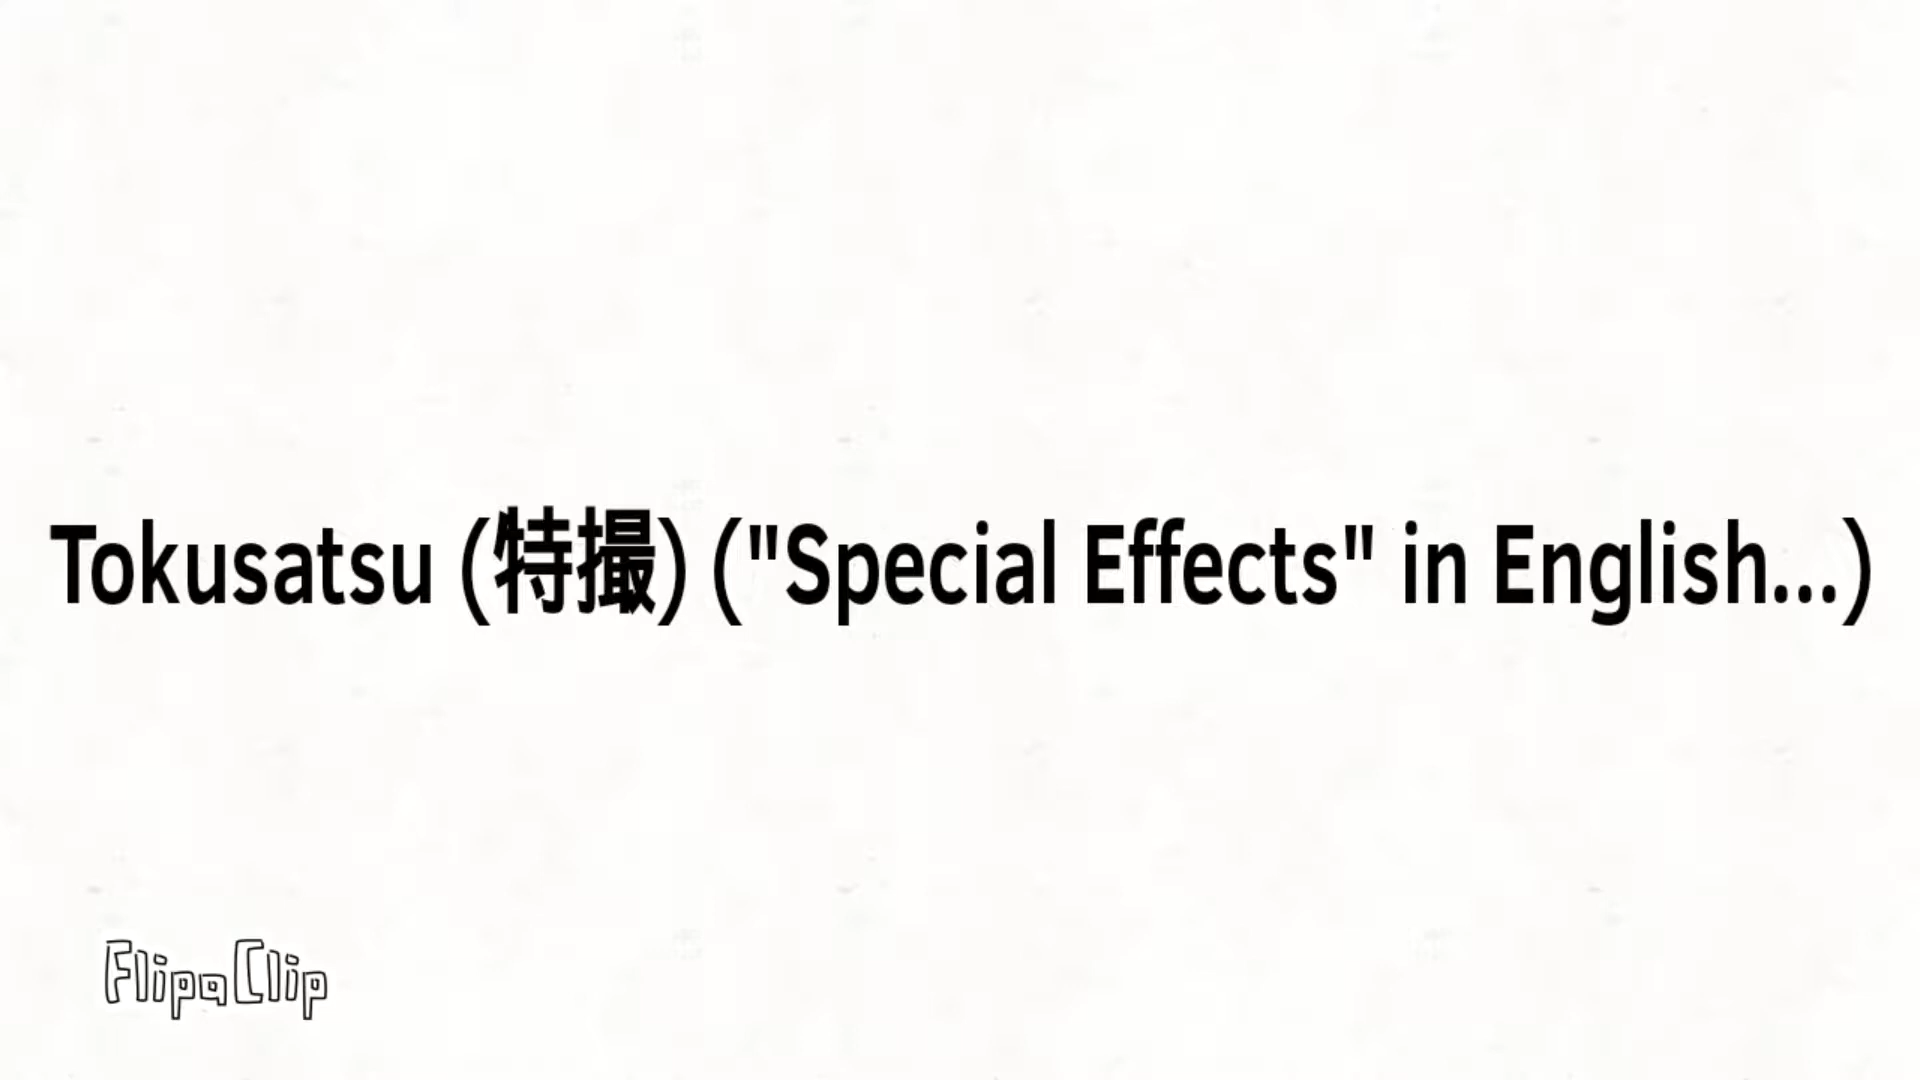 Tokusatsu (特撮) ("Special Effects" in English...)
FlipaClip